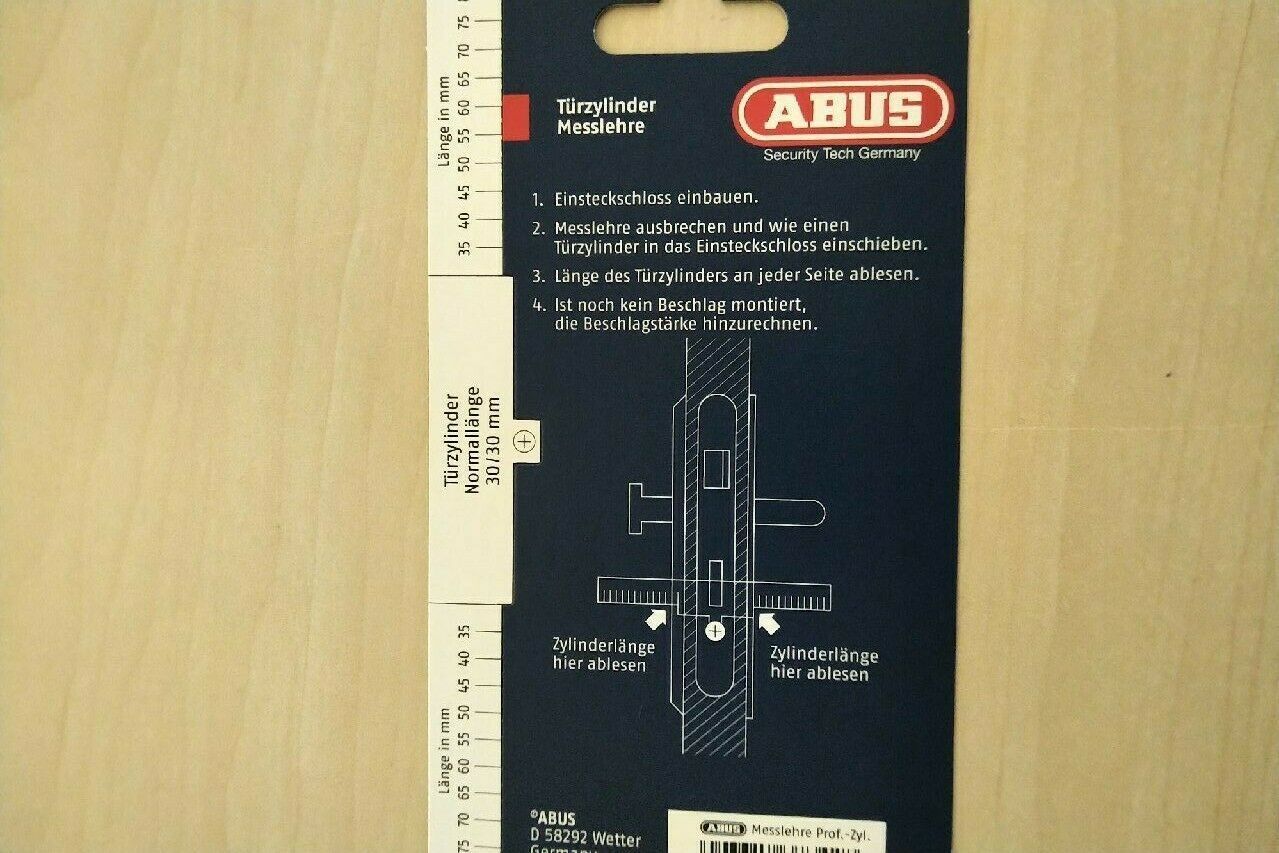 75
70
65
60
55
50
45
40
35
Länge in mm
Türzylinder
Messlehre
ABUS
Security Tech Germany
1. Einsteckschloss einbauen.
2. Messlehre ausbrechen und wie einen
Türzylinder in das Einsteckschloss einschieben.
3. Länge des Türzylinders an jeder Seite ablesen.
4. Ist noch kein Beschlag montiert,
die Beschlagstärke hinzurechnen.
Türzylinder
Normallänge
30/30 mm
Zylinderlänge
hier ablesen
Zylinderlänge
hier ablesen
35
40
45
50
55
60
65
70
75
Länge in mm
©ABUS
D 58292 Wetter
Germany
ABUS Messlehre Prof.-Zyl.